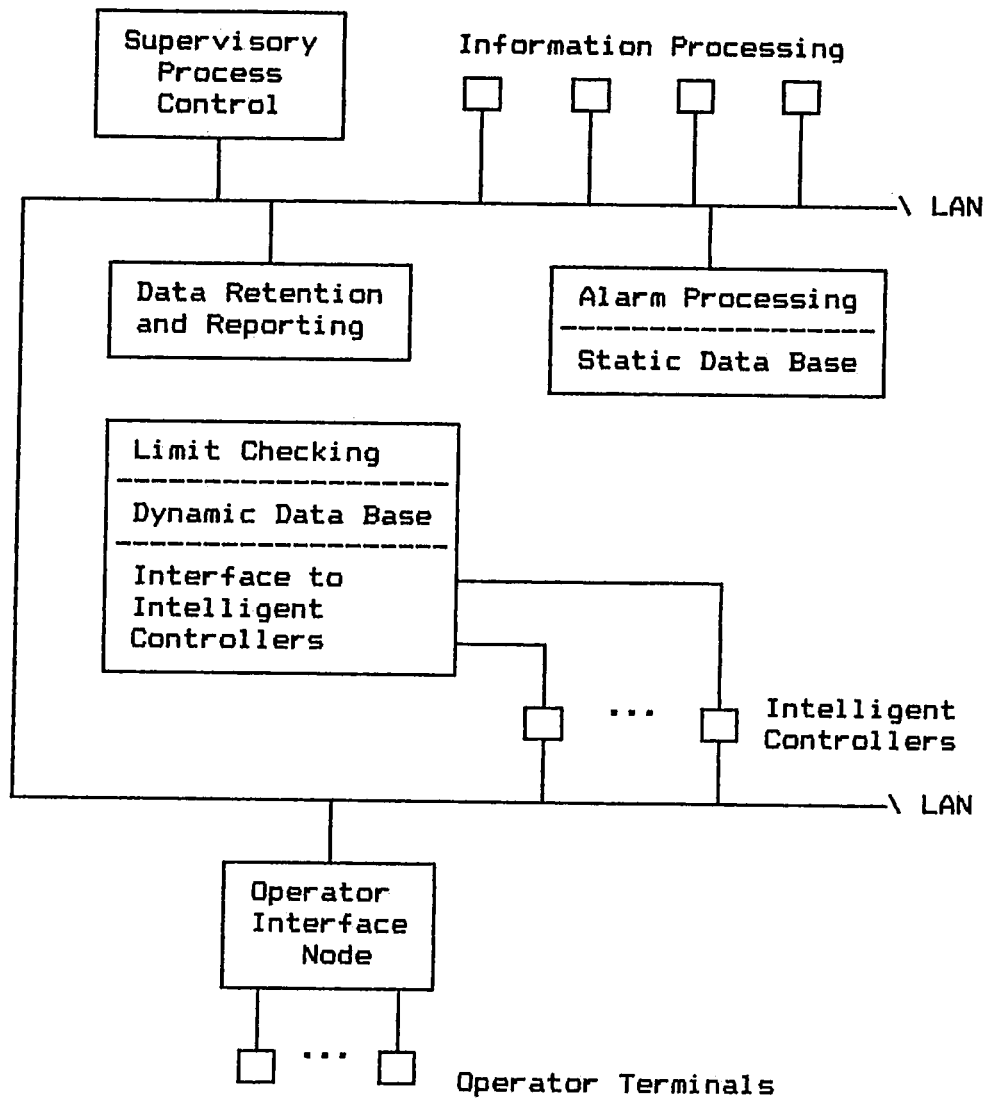 Supervisory
Process
Control
Information Processing
\ LAN
Data Retention
and Reporting
Alarm Processing
Static Data Base
Limit Checking
Dynamic Data Base
Interface to
Intelligent
Controllers
...
Intelligent
Controllers
\ LAN
Operator
Interface
Node
...
Operator Terminals